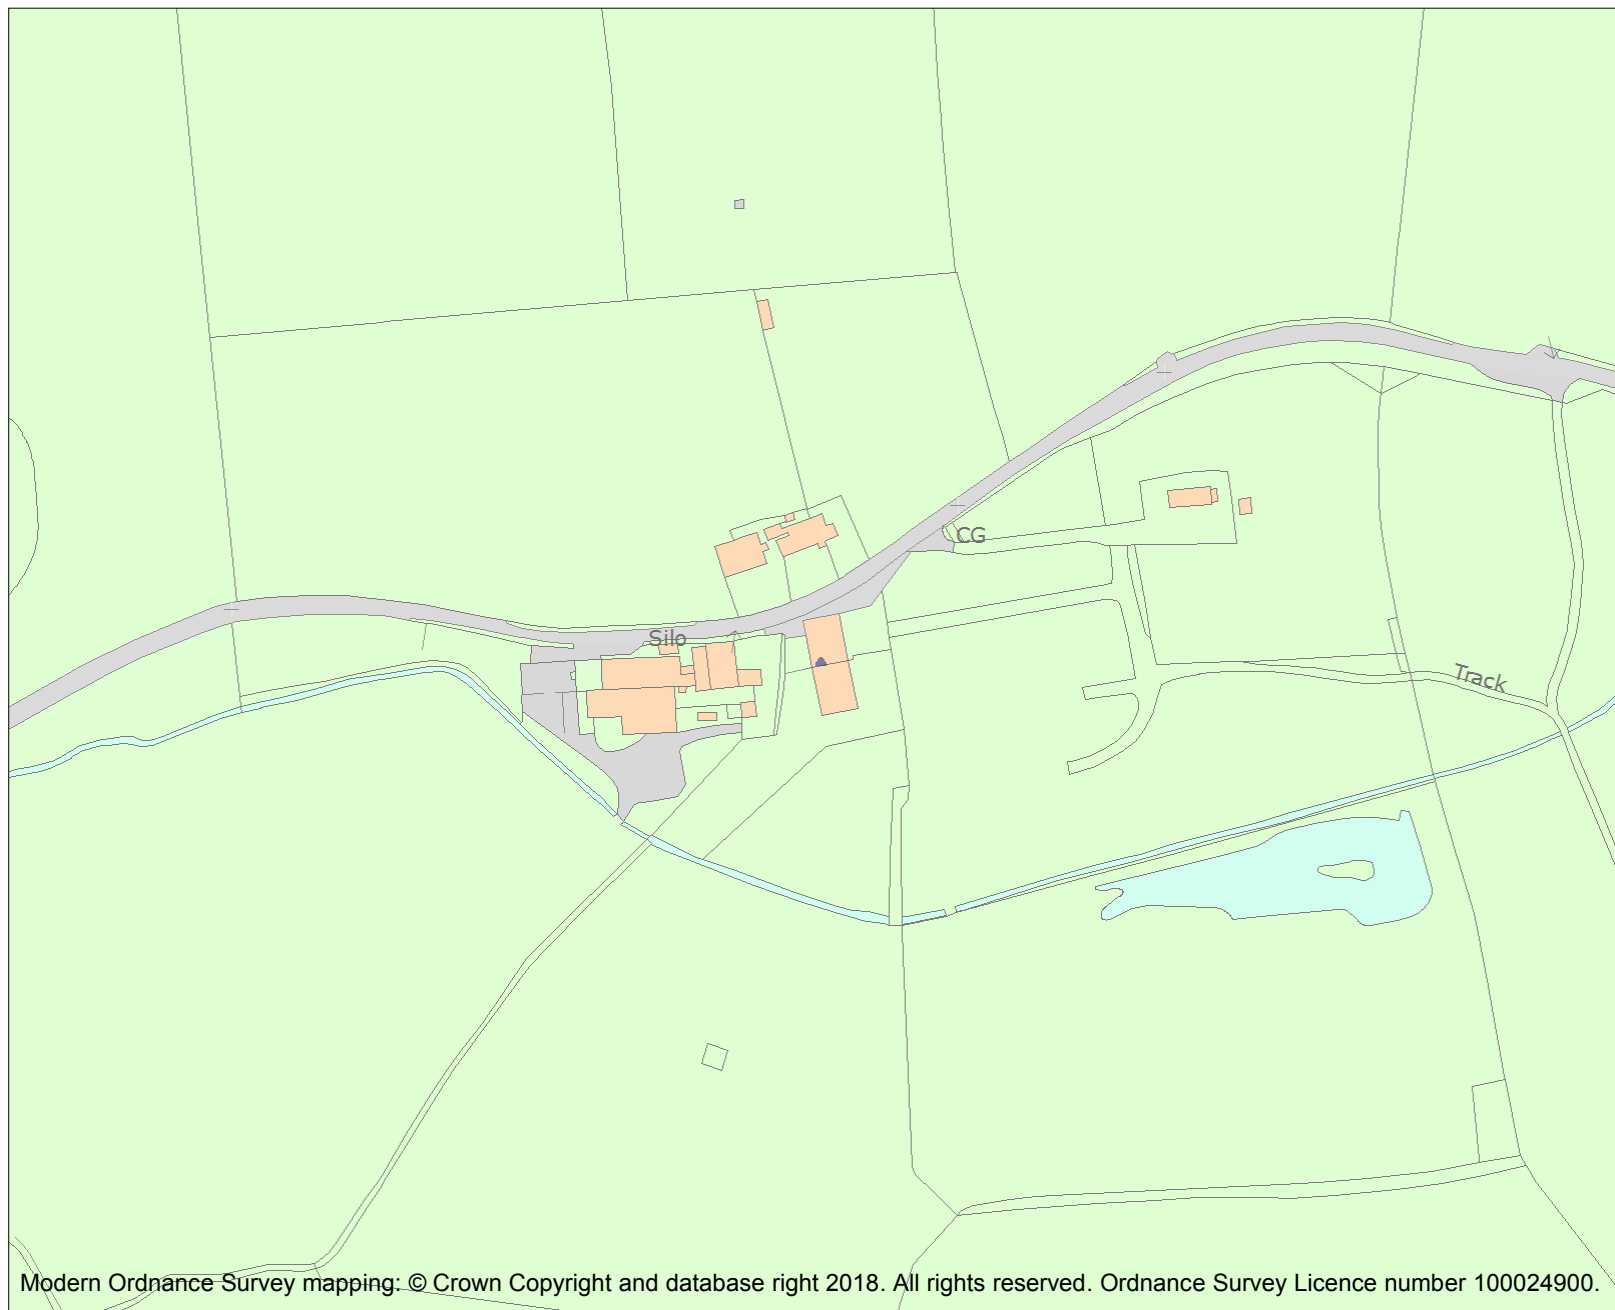 CG
Silo
Track
Modern Ordnance Survey mapping: © Crown Copyright and database right 2018. All rights reserved. Ordnance Survey Licence number 100024900.